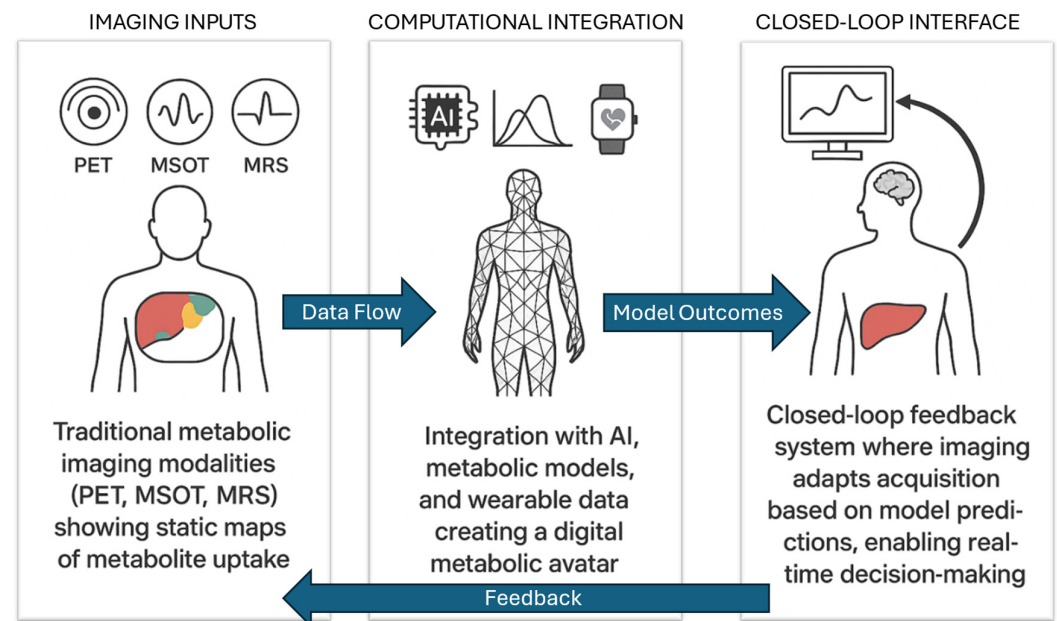 IMAGING INPUTS
PET
MSOT
MRS
Traditional metabolic
imaging modalities
(PET, MSOT, MRS)
showing static maps
of metabolite uptake
Data Flow
COMPUTATIONAL INTEGRATION
AI
Integration with AI,
metabolic models,
and wearable data
creating a digital
metabolic avatar
Model Outcomes
CLOSED-LOOP INTERFACE
Closed-loop feedback
system where imaging
adapts acquisition
based on model predi-
ctions, enabling real-
time decision-making
Feedback